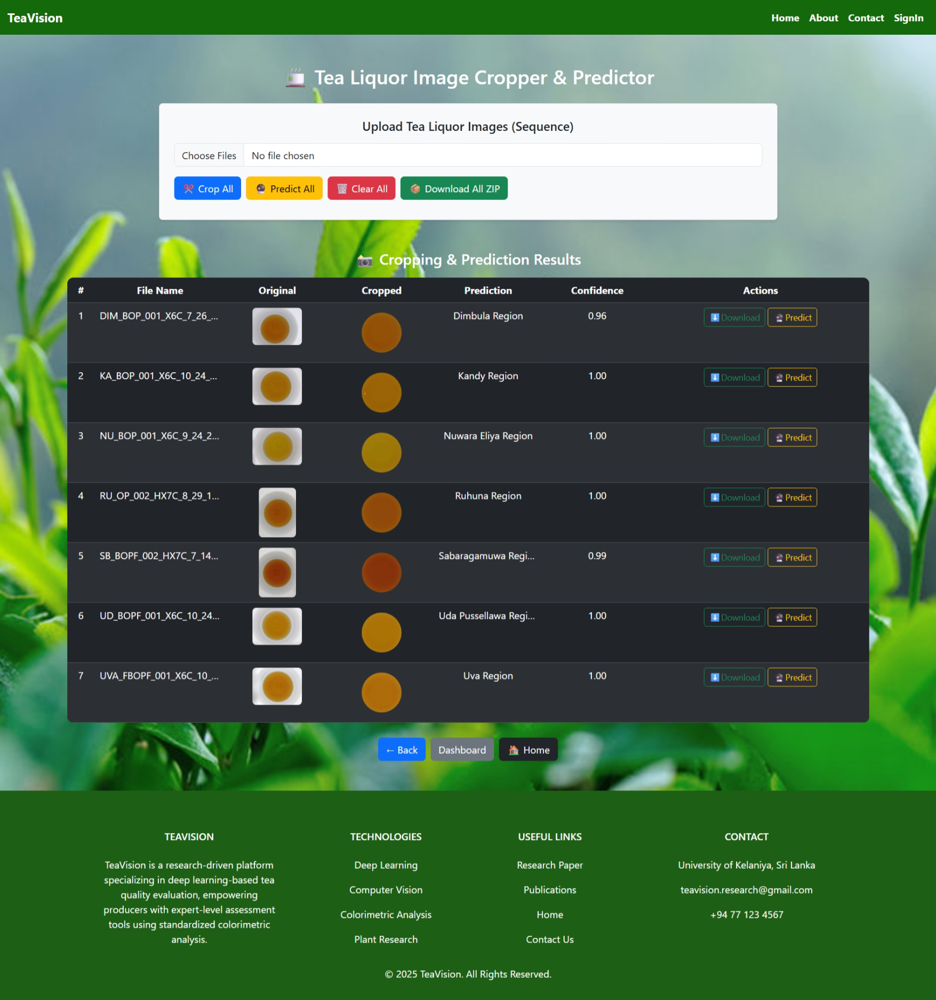 TeaVision
Home About Contact SignIn
Tea Liquor Image Cropper & Predictor
Upload Tea Liquor Images (Sequence)
Choose Files No file chosen
Crop All Predict All Clear All Download All ZIP
Cropping & Prediction Results
# File Name Original Cropped Prediction Confidence Actions
1 DIM_BOP_001_X6C_7_26_... Dimbula Region 0.96 Download Predict
2 KA_BOP_001_X6C_10_24_... Kandy Region 1.00 Download Predict
3 NU_BOP_001_X6C_9_24_2... Nuwara Eliya Region 1.00 Download Predict
4 RU_OP_002_HX7C_8_29_1... Ruhuna Region 1.00 Download Predict
5 SB_BOPF_002_HX7C_7_14... Sabaragamuwa Regi... 0.99 Download Predict
6 UD_BOPF_001_X6C_10_24... Uda Pussellawa Regi... 1.00 Download Predict
7 UVA_FBOPF_001_X6C_10_... Uva Region 1.00 Download Predict
← Back Dashboard Home
TEAVISION
TeaVision is a research-driven platform
specializing in deep learning-based tea
quality evaluation, empowering
producers with expert-level assessment
tools using standardized colorimetric
analysis.
TECHNOLOGIES
Deep Learning
Computer Vision
Colorimetric Analysis
Plant Research
USEFUL LINKS
Research Paper
Publications
Home
Contact Us
CONTACT
University of Kelaniya, Sri Lanka
teavision.research@gmail.com
+94 77 123 4567
© 2025 TeaVision. All Rights Reserved.